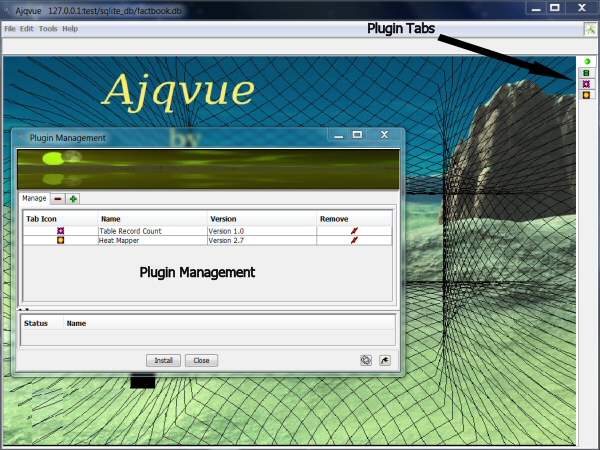 Ajqvue 127.0.0.1:test/sqlite_db/factbook.db
File Edit Tools Help
Plugin Tabs
Ajqvue
by
Plugin Management
Manage
Tab Icon Name Version Remove
Table Record Count Version 1.0
Heat Mapper Version 2.7
Plugin Management
Status Name
Install Close